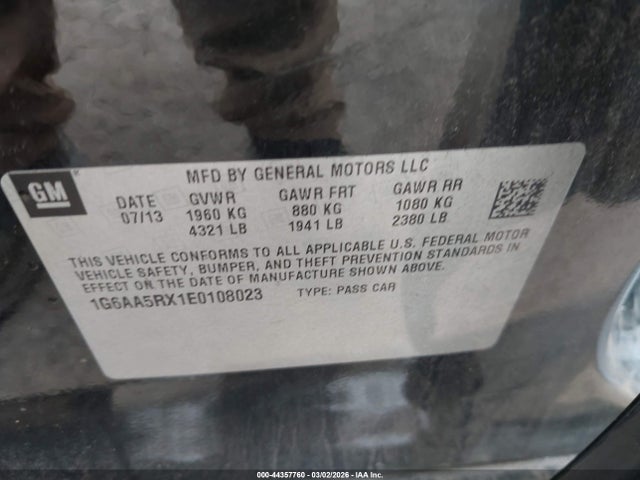 MFD BY GENERAL MOTORS LLC
GM
DATE GVWR GAWR FRT GAWR RR
07/13 1960 KG 880 KG 1080 KG
4321 LB 1941 LB 2380 LB
THIS VEHICLE CONFORMS TO ALL APPLICABLE U.S. FEDERAL MOTOR
VEHICLE SAFETY, BUMPER, AND THEFT PREVENTION STANDARDS IN
EFFECT ON THE DATE OF MANUFACTURE SHOWN ABOVE.
1G6AA5RX1E0108023 TYPE: PASS CAR
000-44357760 - 03/02/2026 - IAA Inc.